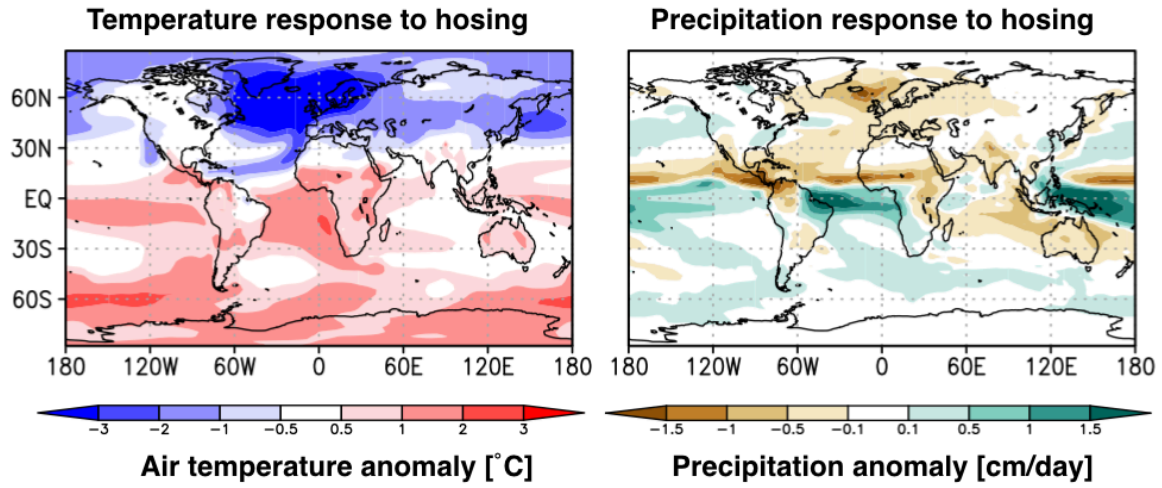 Temperature response to hosing
Precipitation response to hosing
60N
30N
EQ
30S
60S
180 120W 60W 0 60E 120E 180
180 120W 60W 0 60E 120E 180
-3 -2 -1 -0.5 0.5 1 2 3
-1.5 -1 -0.5 -0.1 0.1 0.5 1 1.5
Air temperature anomaly [°C]
Precipitation anomaly [cm/day]